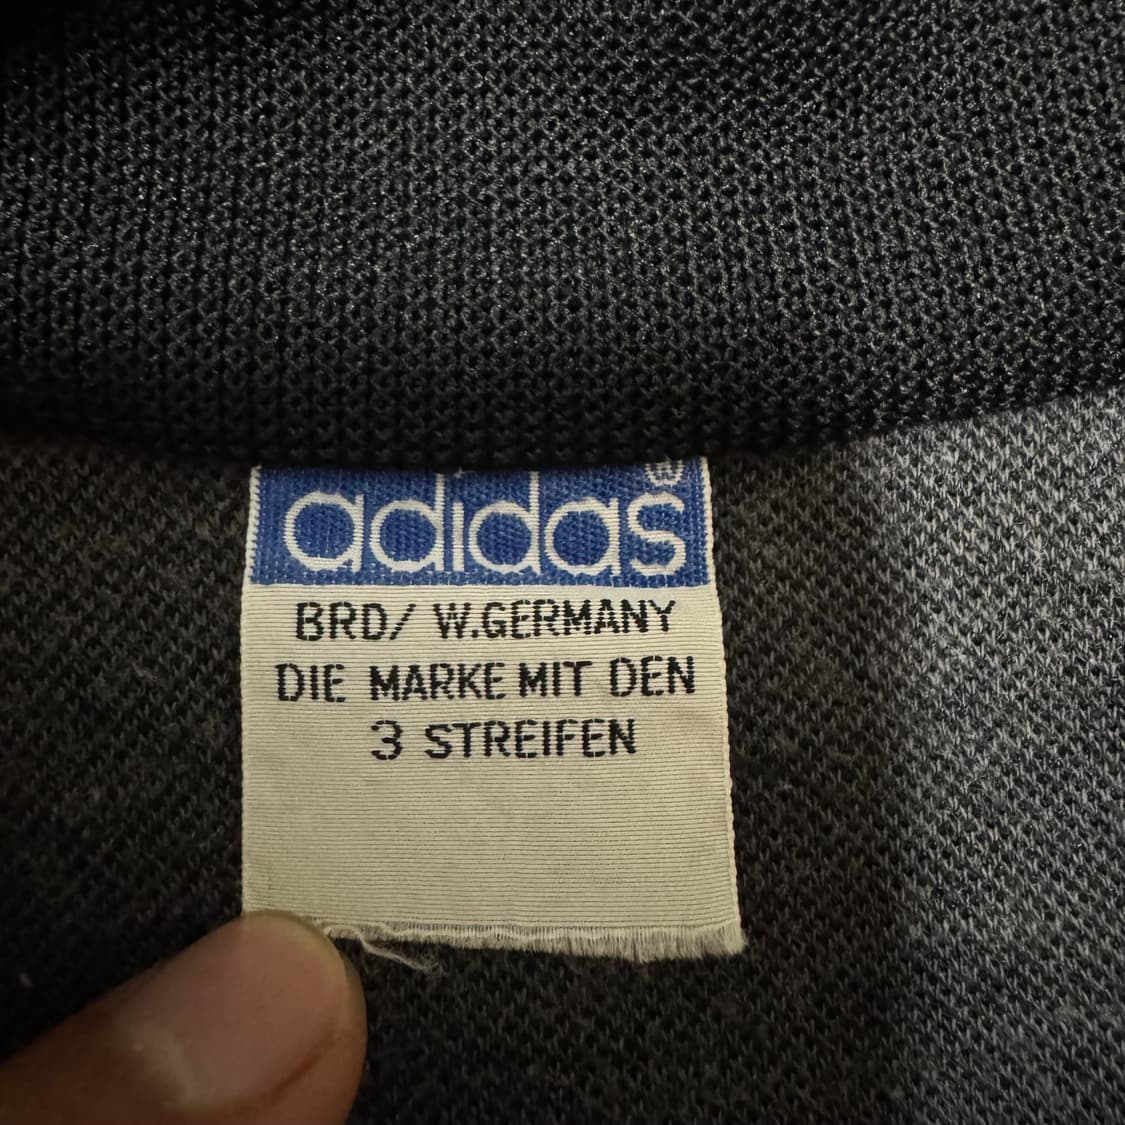 adidas®
BRD/ W.GERMANY
DIE MARKE MIT DEN
3 STREIFEN